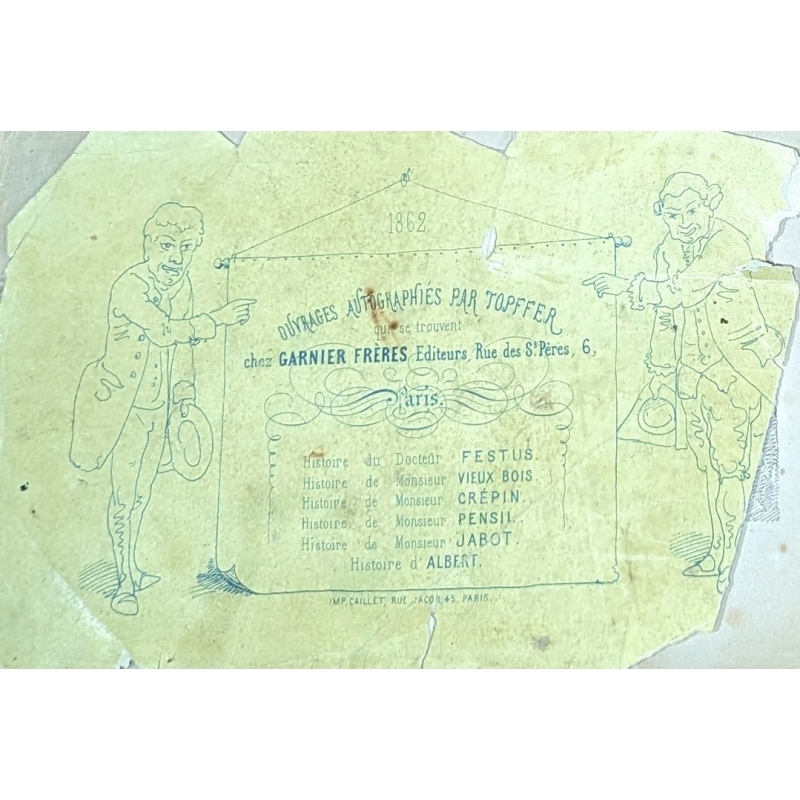 1862
OUVRAGES AUTOGRAPHIÉS PAR TOPFFER
qui se trouvent
chez GARNIER FRÈRES Editeurs, Rue des Sts Pères, 6,
Paris.
Histoire du Docteur FESTUS.
Histoire de Monsieur VIEUX BOIS.
Histoire de Monsieur CRÉPIN.
Histoire de Monsieur PENSIL.
Histoire de Monsieur JABOT.
Histoire d'ALBERT.
IMP. CAILLET, RUE JACOB, 45, PARIS.